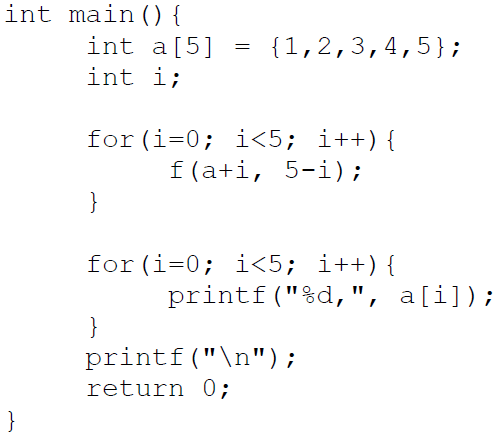 int main(){
int a[5] = {1,2,3,4,5};
int i;
for(i=0; i<5; i++){
f(a+i, 5-i);
}
for(i=0; i<5; i++){
printf("%d,", a[i]);
}
printf("\n");
return 0;
}